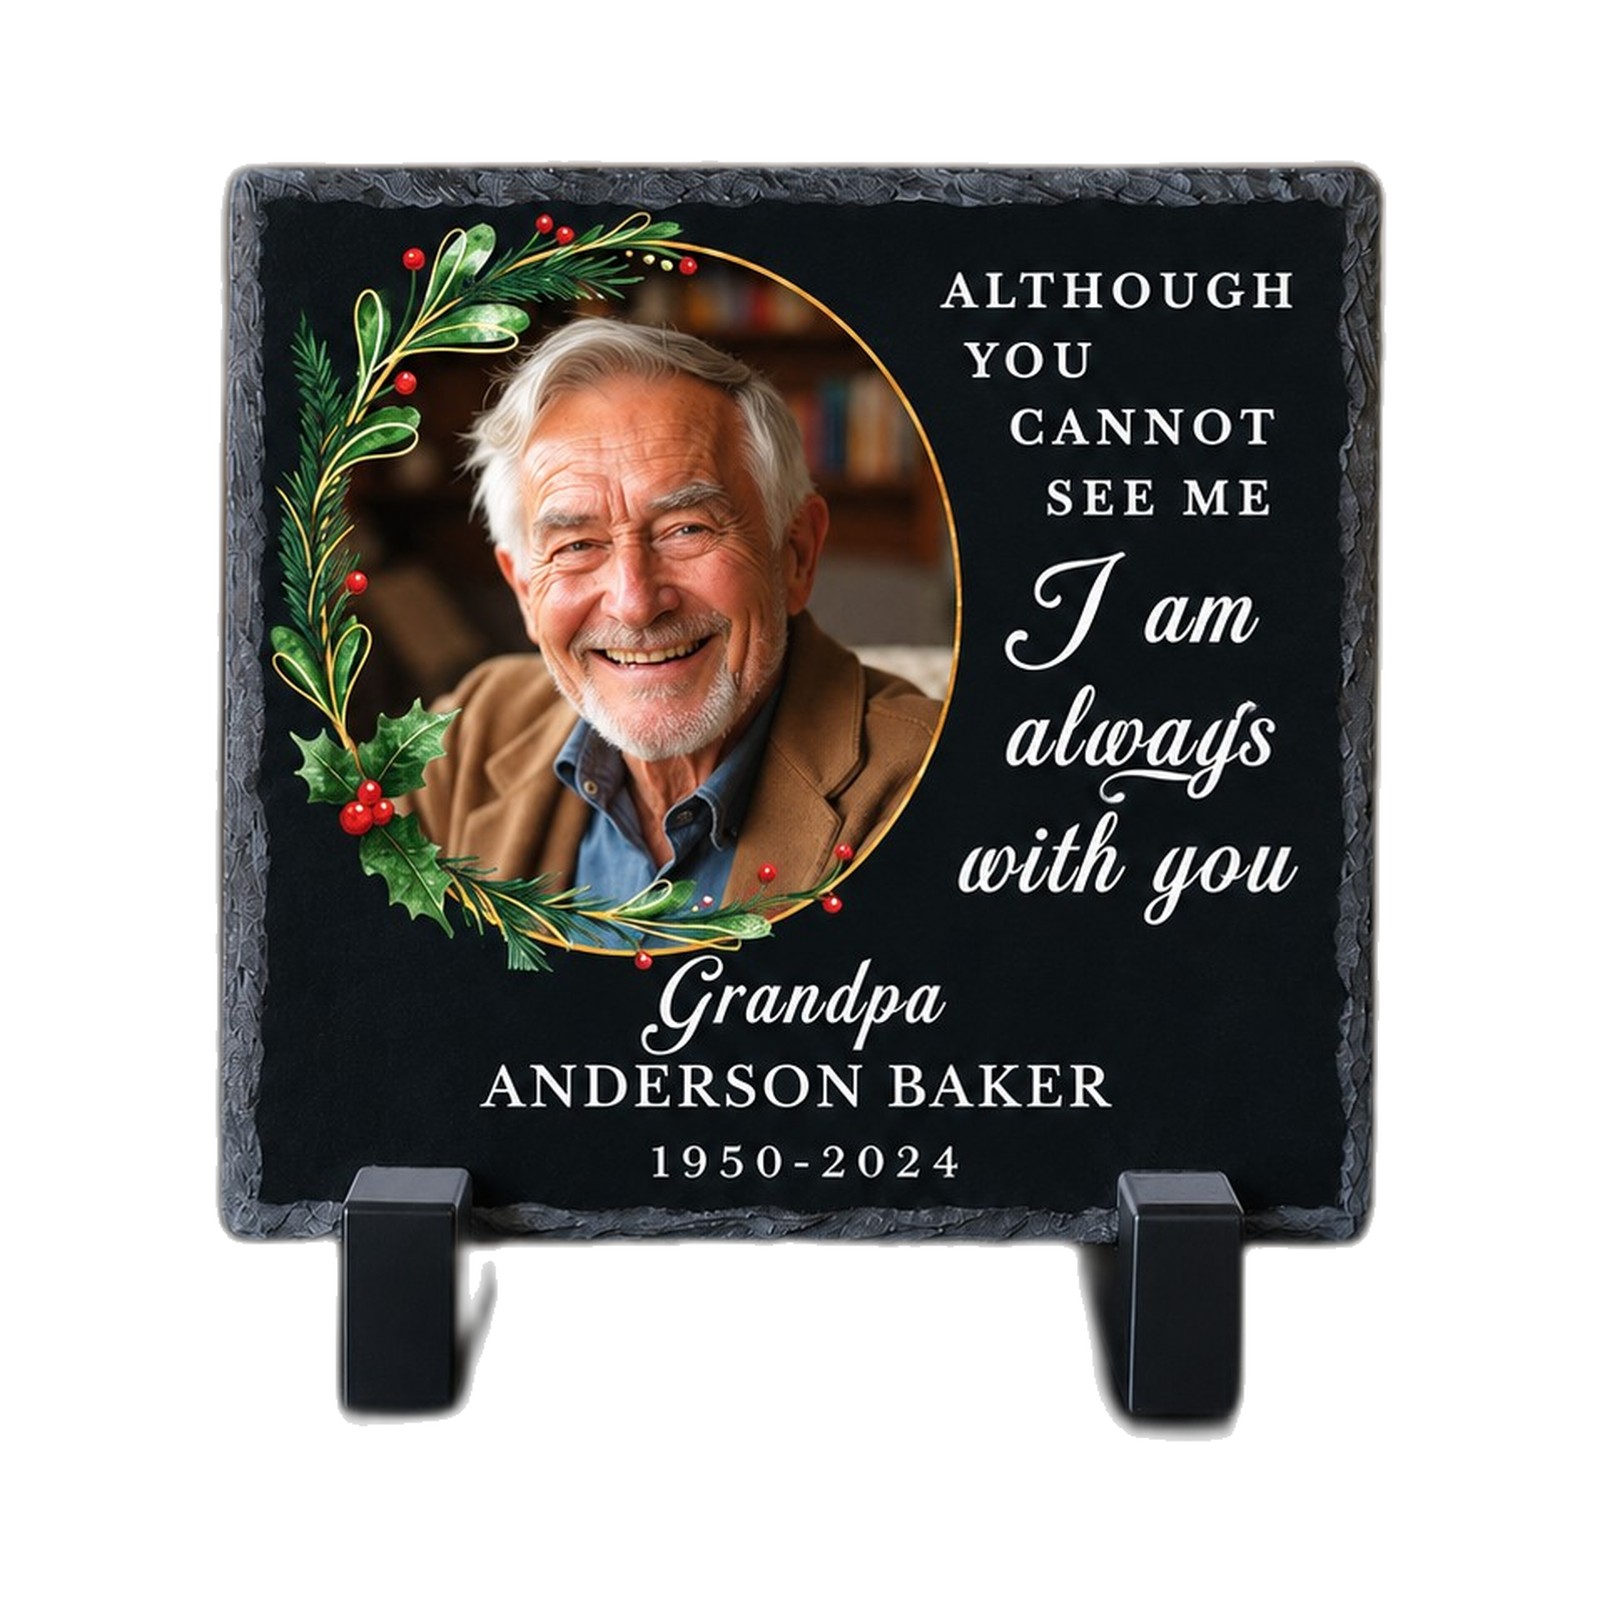 ALTHOUGH
YOU
CANNOT
SEE ME
I am
always
with you
Grandpa
ANDERSON BAKER
1950-2024